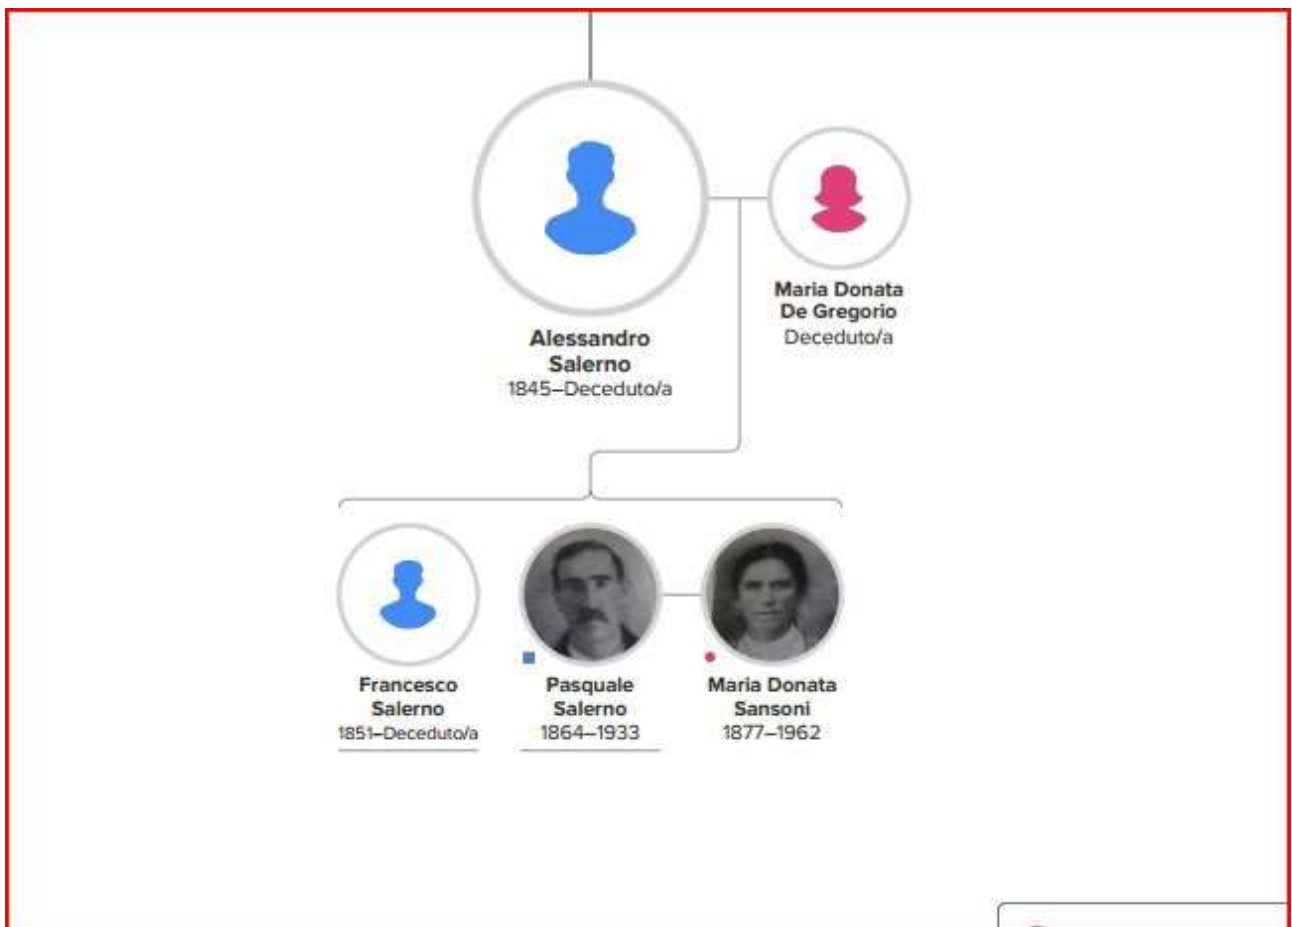 Alessandro
Salerno
1845–Deceduto/a
Maria Donata
De Gregorio
Deceduto/a
Francesco
Salerno
1851–Deceduto/a
Pasquale
Salerno
1864–1933
Maria Donata
Sansoni
1877–1962